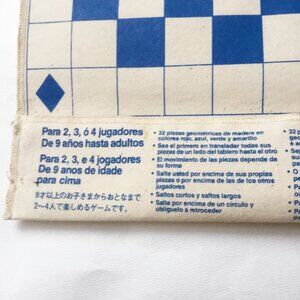 Para 2, 3, ó 4 jugadores
De 9 años hasta adultos
Para 2, 3, e 4 jogadores
De 9 anos de idade
para cima
9才以上のお子さまからおとなまで
2〜4人で楽しめるゲームです。
• 32 piezas geométricas de madera en
colores rojo, azul, verde y amarillo
• Sea el primero en transladar todas sus
piezas de un lado del tablero hasta el otro
• El movimiento de las piezas depende de
su forma
• Salte usted por encima de sus propias
piezas o por encima de las de los otros
jugadores
• Saltos cortos y saltos largos
• Salte por encima de un círculo y
obliguelo a retroceder
• 32